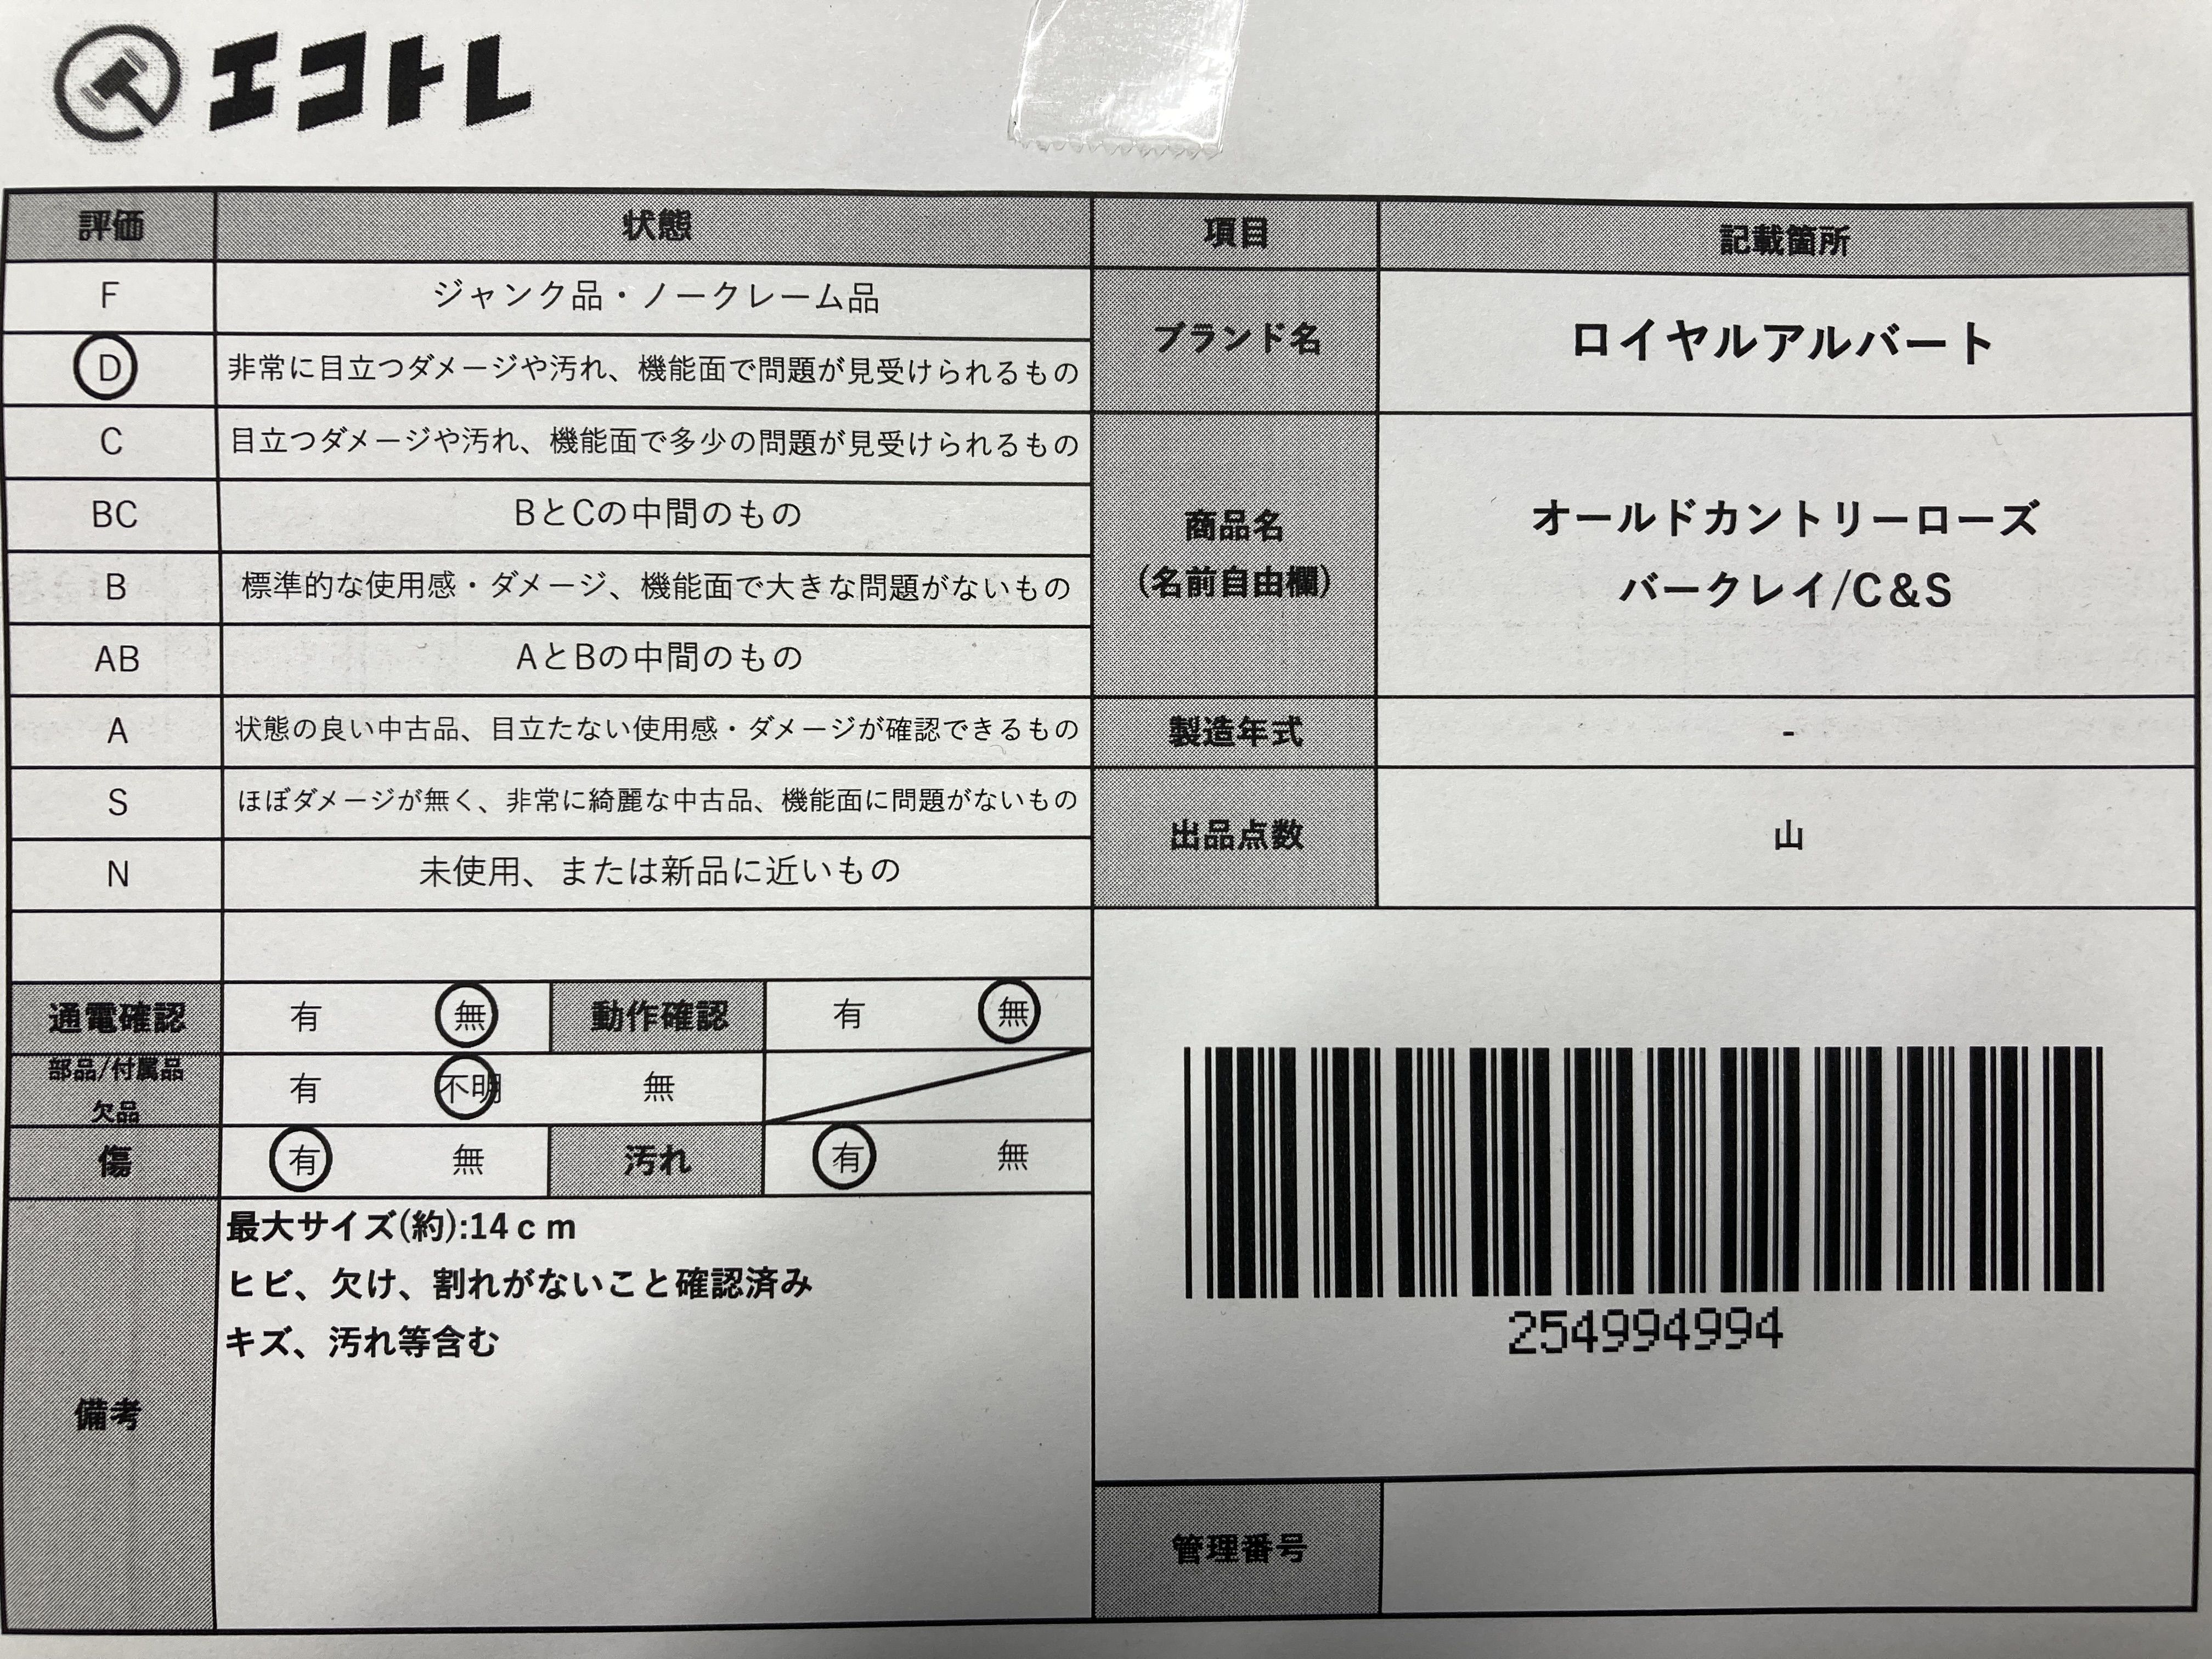 エコトレ
評価 状態 項目 記載箇所
F ジャンク品・ノークレーム品
D 非常に目立つダメージや汚れ、機能面で問題が見受けられるもの
ブランド名 ロイヤルアルバート
C 目立つダメージや汚れ、機能面で多少の問題が見受けられるもの
BC BとCの中間のもの
B 標準的な使用感・ダメージ、機能面で大きな問題がないもの
AB AとBの中間のもの
商品名
(名前自由欄)
オールドカントリーローズ
バークレイ/C&S
A 状態の良い中古品、目立たない使用感・ダメージが確認できるもの
製造年式 -
S ほぼダメージが無く、非常に綺麗な中古品、機能面に問題がないもの
N 未使用、または新品に近いもの
出品点数 山
通電確認 有 無 動作確認 有 無
部品/付属品
欠品
有 不明 無
傷 有 無 汚れ 有 無
備考
最大サイズ(約):14ｃｍ
ヒビ、欠け、割れがないこと確認済み
キズ、汚れ等含む
254994994
管理番号